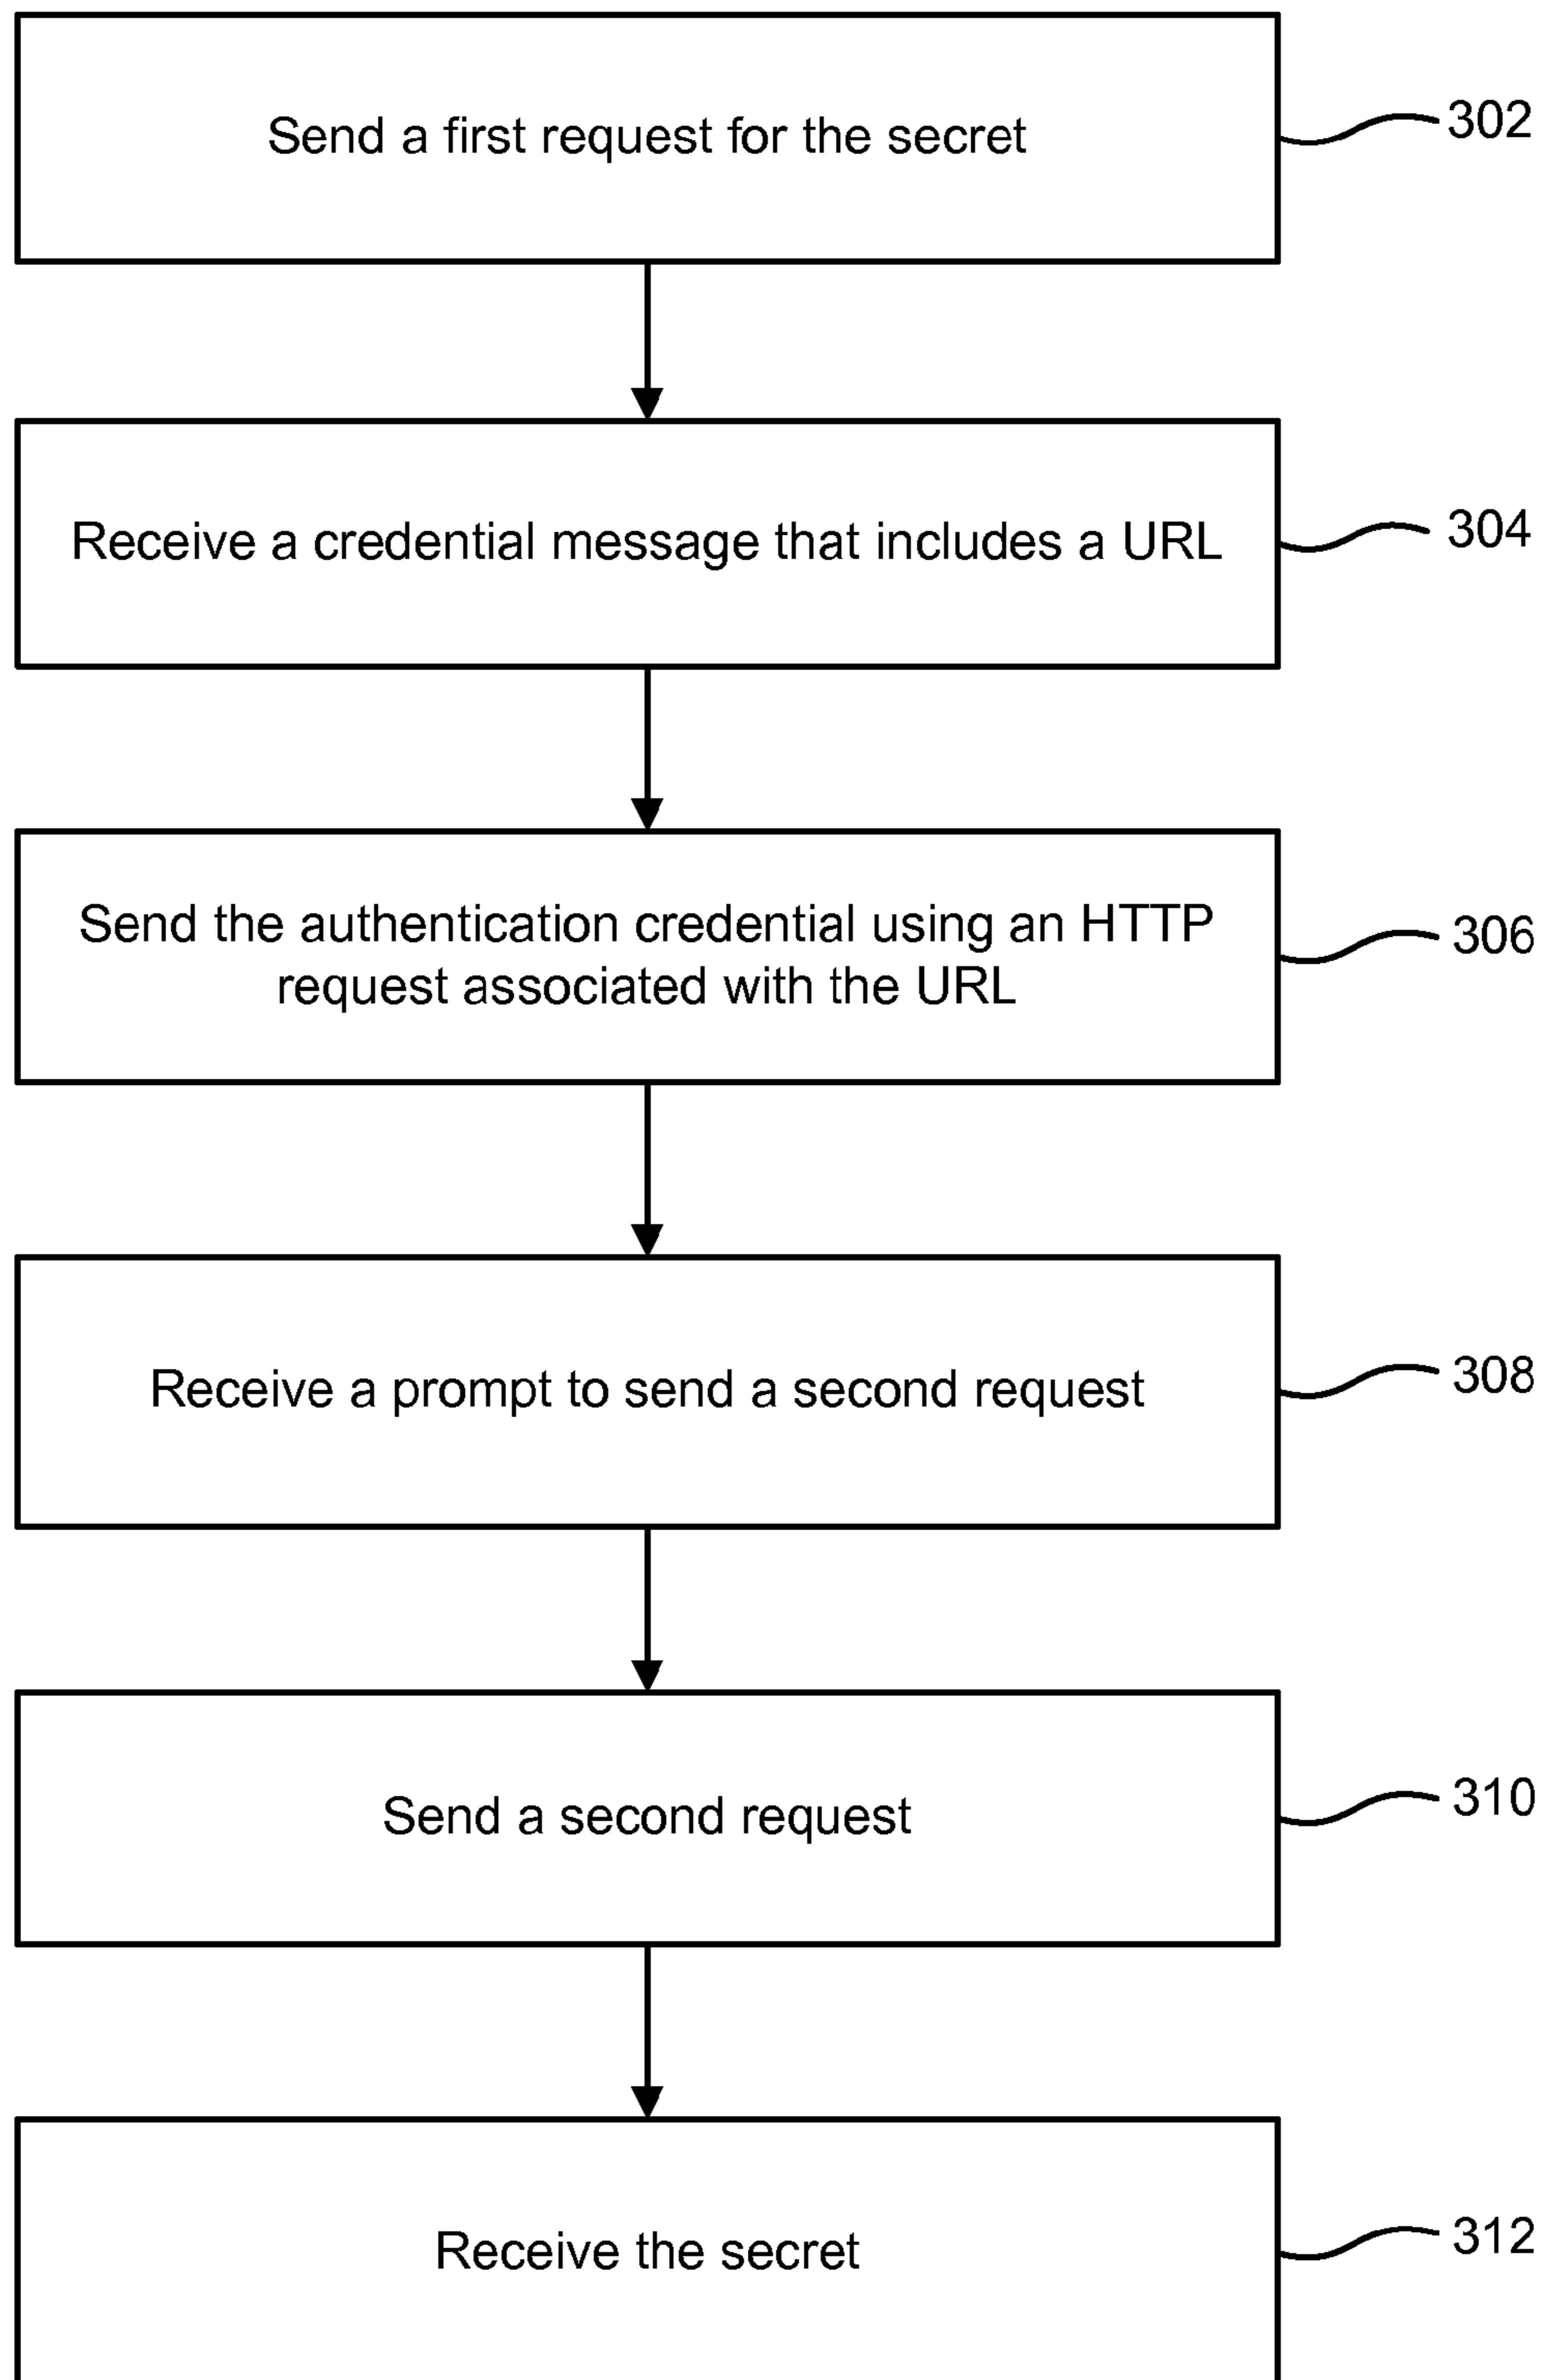 Send a first request for the secret
302
Receive a credential message that includes a URL
304
Send the authentication credential using an HTTP
request associated with the URL
306
Receive a prompt to send a second request
308
Send a second request
310
Receive the secret
312